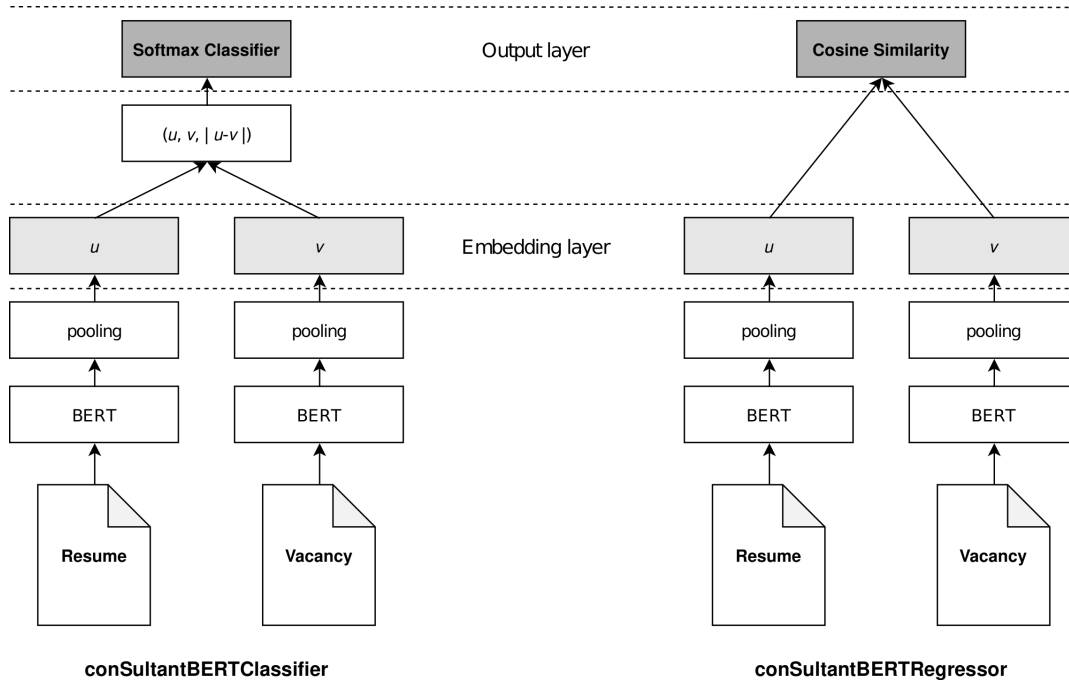 Softmax Classifier
Output layer
Cosine Similarity
(u, v, | u-v |)
u
v
Embedding layer
u
v
pooling
pooling
pooling
pooling
BERT
BERT
BERT
BERT
Resume
Vacancy
Resume
Vacancy
conSultantBERTClassifier
conSultantBERTRegressor